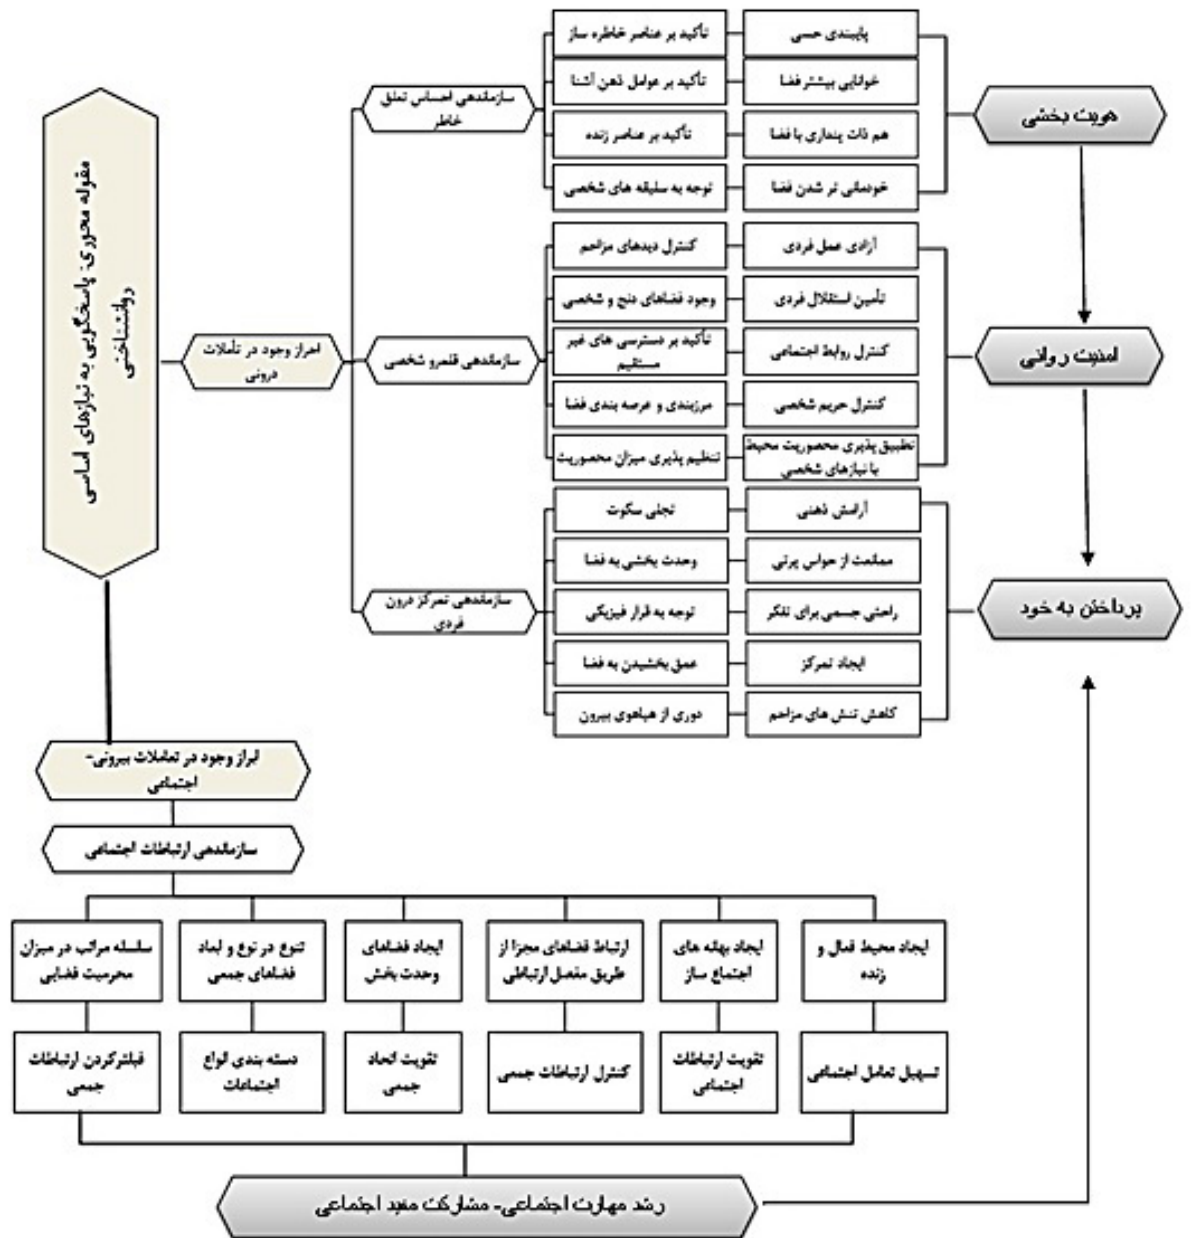 مقوله محوری: پاسخگویی به نیازهای اساسی
روانشناختی
احراز وجود در تأملات
درونی
سازماندهی احساس تعلق
خاطر
تأکید بر عناصر خاطره ساز
پایبندی حسی
تأکید بر عوامل ذهن آشنا
خوانایی بیشتر فضا
تأکید بر عناصر زنده
هم ذات پنداری با فضا
توجه به سلیقه های شخصی
خودمانی تر شدن فضا
هویت بخشی
سازماندهی قلمرو شخصی
کنترل دیدهای مزاحم
آزادی عمل فردی
وجود فضاهای دنج و شخصی
تأمین استقلال فردی
تأکید بر دسترسی های غیر
مستقیم
کنترل روابط اجتماعی
مرزبندی و عرصه بندی فضا
کنترل حریم شخصی
تنظیم پذیری میزان محصوریت
تطبیق پذیری محصوریت محیط
با نیازهای شخصی
امنیت روانی
سازماندهی تمرکز درون
فردی
تجلی سکوت
آرامش ذهنی
وحدت بخشی به فضا
ممانعت از حواس پرتی
توجه به قرار فیزیکی
راحتی جسمی برای تفکر
عمق بخشیدن به فضا
ایجاد تمرکز
دوری از هیاهوی بیرون
کاهش تنش های مزاحم
پرداختن به خود
ابراز وجود در تعاملات بیرونی-
اجتماعی
سازماندهی ارتباطات اجتماعی
ایجاد محیط فعال و
زنده
ایجاد بهانه های
اجتماع ساز
ارتباط فضاهای مجزا از
طریق مفصل ارتباطی
ایجاد فضاهای
وحدت بخش
تنوع در نوع و ابعاد
فضاهای جمعی
سلسله مراتب در میزان
محرمیت فضایی
تسهیل تعامل اجتماعی
تقویت ارتباطات
اجتماعی
کنترل ارتباطات جمعی
تقویت اتحاد
جمعی
دسته بندی انواع
اجتماعات
فیلترکردن ارتباطات
جمعی
رشد مهارت اجتماعی- مشارکت مفید اجتماعی